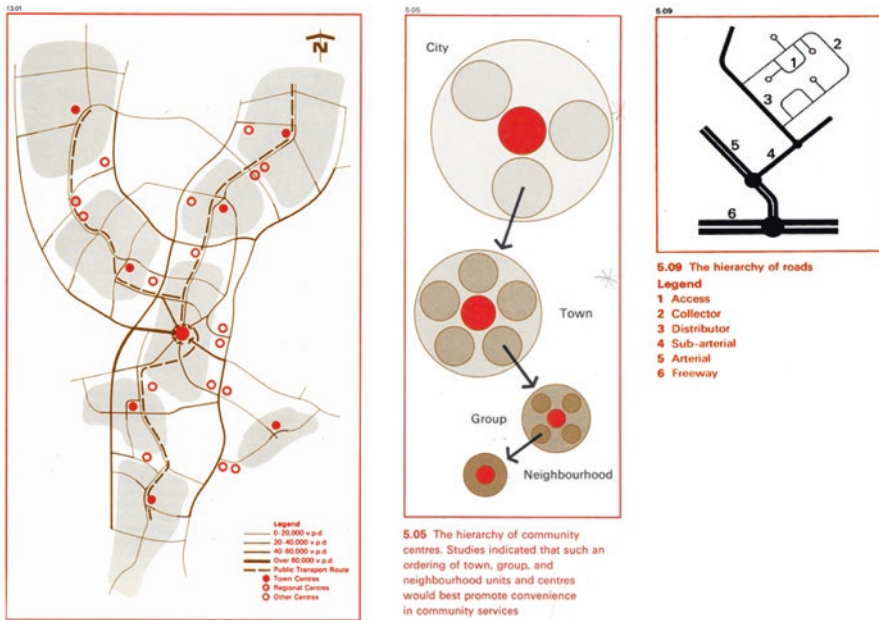 13.01
N
Legend
0-20,000 v.p.d.
20-40,000 v.p.d.
40-60,000 v.p.d.
Over 60,000 v.p.d.
Public Transport Route
Town Centres
Regional Centres
Other Centres
5.05
City
Town
Group
Neighbourhood
5.05 The hierarchy of community
centres. Studies indicated that such an
ordering of town, group, and
neighbourhood units and centres
would best promote convenience
in community services
5.09
1
2
3
4
5
6
5.09 The hierarchy of roads
Legend
1 Access
2 Collector
3 Distributor
4 Sub-arterial
5 Arterial
6 Freeway